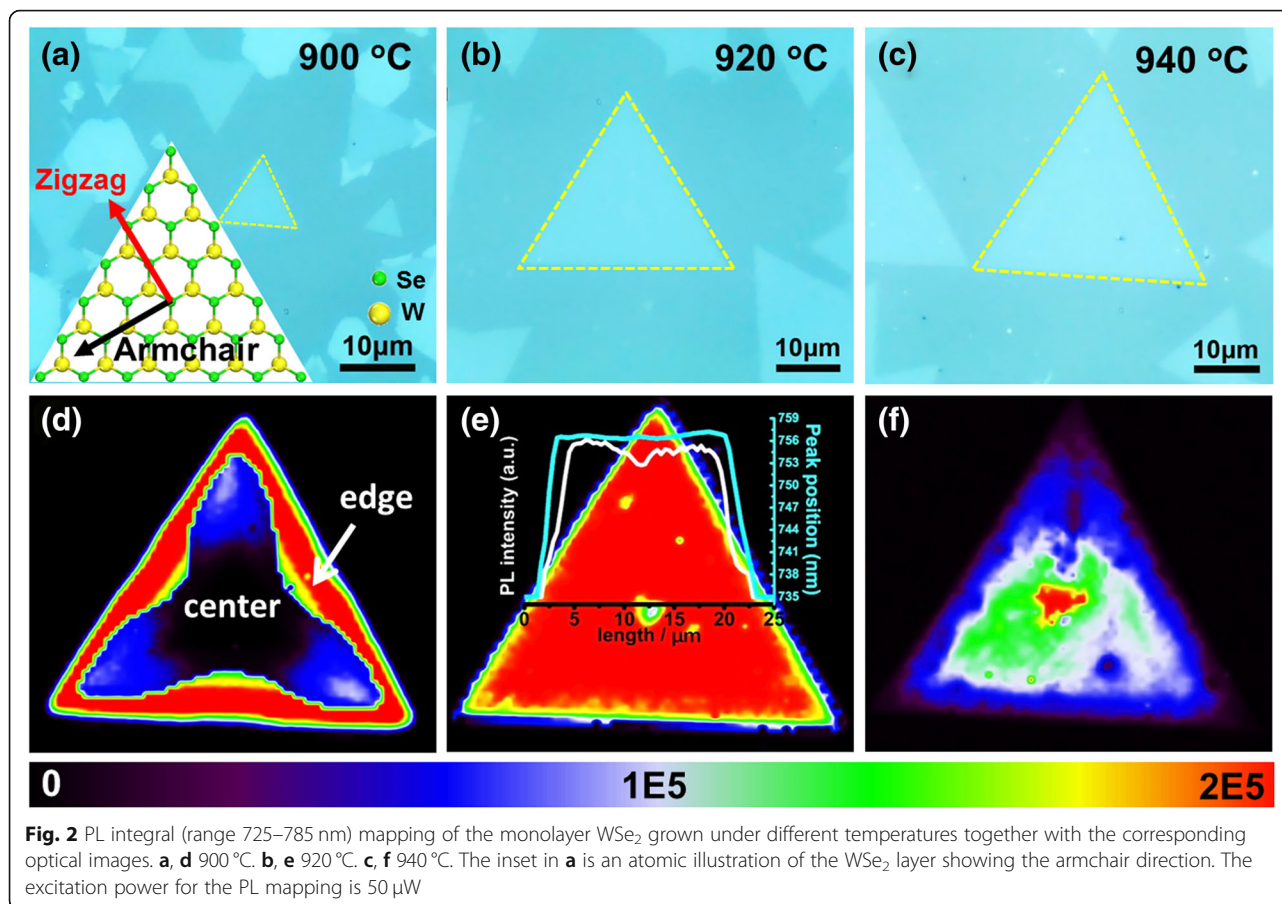 (a)
900 °C
Zigzag
Se
W
Armchair
10µm
(b)
920 °C
10µm
(c)
940 °C
10µm
(d)
edge
center
(e)
PL intensity (a.u.)
Peak position (nm)
759
756
753
750
747
744
741
738
735
0 5 10 15 20 25
length / µm
(f)
0 1E5 2E5
Fig. 2 PL integral (range 725–785 nm) mapping of the monolayer WSe₂ grown under different temperatures together with the corresponding
optical images. a, d 900 °C. b, e 920 °C. c, f 940 °C. The inset in a is an atomic illustration of the WSe₂ layer showing the armchair direction. The
excitation power for the PL mapping is 50 µW